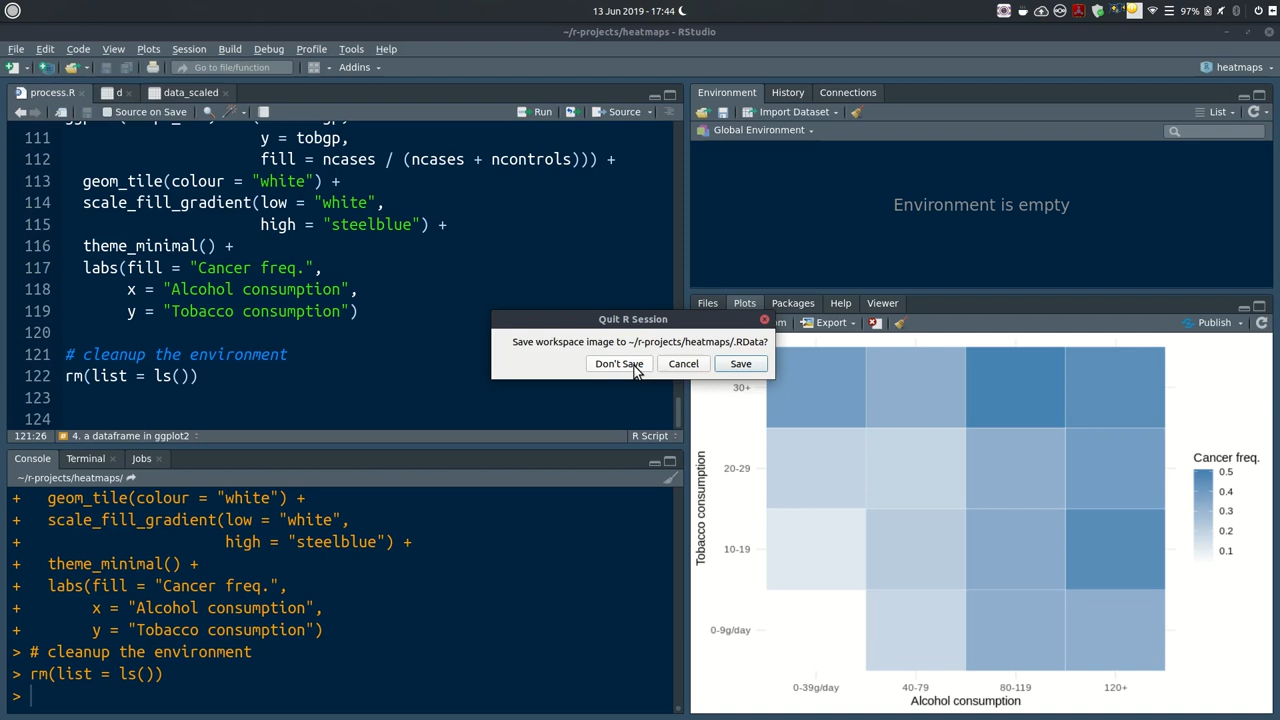 13 Jun 2019 - 17:44
97%
~/r-projects/heatmaps - RStudio
File Edit Code View Plots Session Build Debug Profile Tools Help
Go to file/function
Addins
heatmaps
process.R
d
data_scaled
Source on Save
Run
Source
111 y = tobgp,
112 fill = ncases / (ncases + ncontrols))) +
113 geom_tile(colour = "white") +
114 scale_fill_gradient(low = "white",
115 high = "steelblue") +
116 theme_minimal() +
117 labs(fill = "Cancer freq.",
118 x = "Alcohol consumption",
119 y = "Tobacco consumption")
120
121 # cleanup the environment
122 rm(list = ls())
123
124
121:26 4. a dataframe in ggplot2 R Script
Console Terminal Jobs
~/r-projects/heatmaps/
+ geom_tile(colour = "white") +
+ scale_fill_gradient(low = "white",
+ high = "steelblue") +
+ theme_minimal() +
+ labs(fill = "Cancer freq.",
+ x = "Alcohol consumption",
+ y = "Tobacco consumption")
> # cleanup the environment
> rm(list = ls())
>
Environment History Connections
Import Dataset List
Global Environment
Environment is empty
Files Plots Packages Help Viewer
Export Publish
Quit R Session
Save workspace image to ~/r-projects/heatmaps/.RData?
Don't Save Cancel Save
30+
20-29
10-19
0-9g/day
Tobacco consumption
0-39g/day 40-79 80-119 120+
Alcohol consumption
Cancer freq.
0.5
0.4
0.3
0.2
0.1